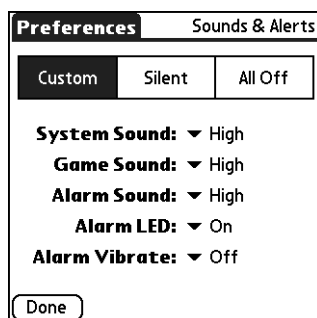 Preferences Sounds & Alerts
Custom Silent All Off
System Sound: High
Game Sound: High
Alarm Sound: High
Alarm LED: On
Alarm Vibrate: Off
Done